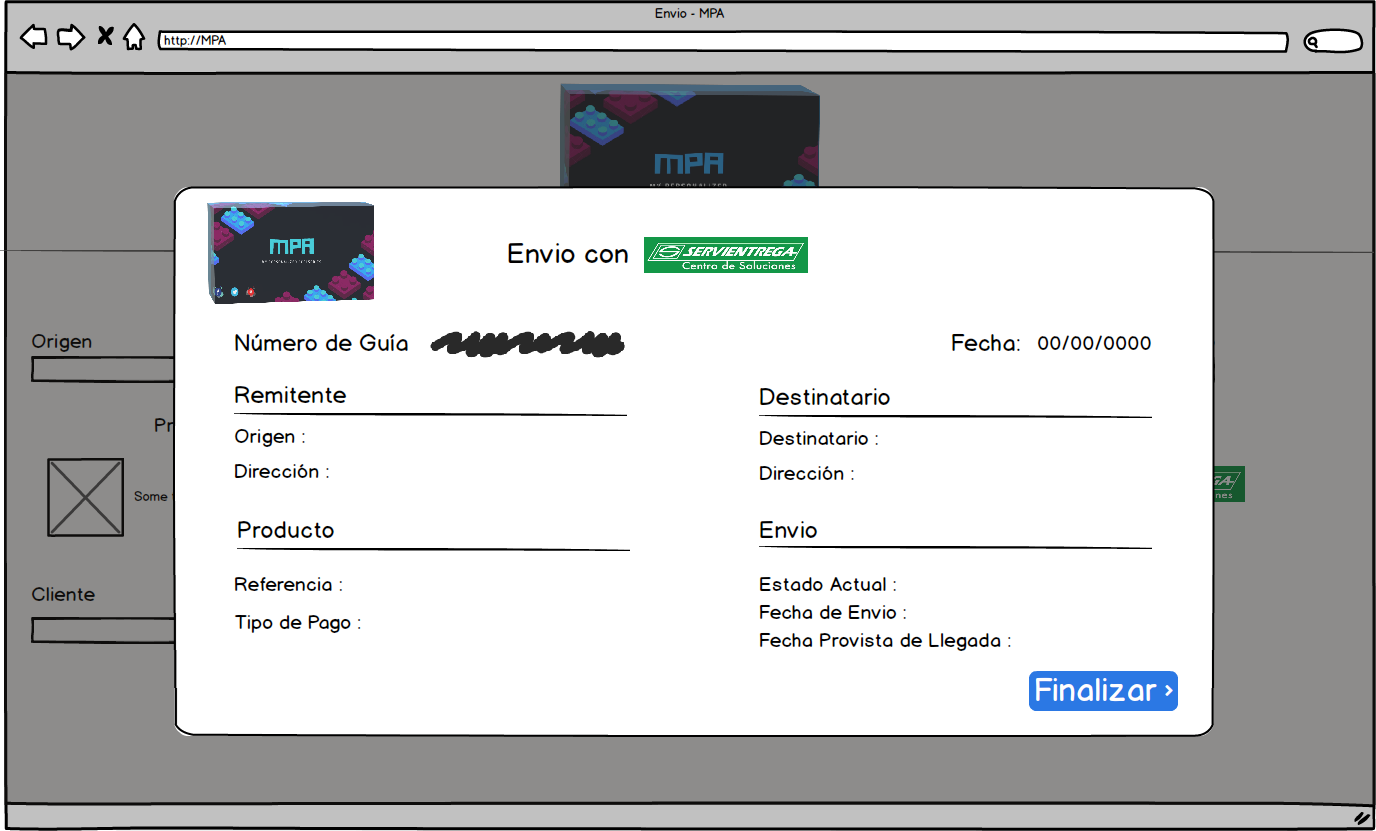 Envio - MPA
http://MPA
MPA
MPA
Envio con
SERVIENTREGA
Centro de Soluciones
Número de Guía
Fecha: 00/00/0000
Origen
Remitente
Destinatario
Origen :
Destinatario :
Dirección :
Dirección :
Pr
Some
Producto
Envio
Referencia :
Estado Actual :
Cliente
Fecha de Envio :
Tipo de Pago :
Fecha Provista de Llegada :
Finalizar ›